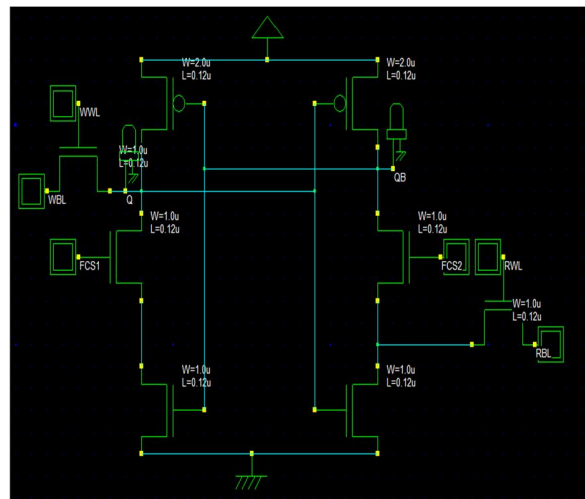 W=2.0u
L=0.12u
W=2.0u
L=0.12u
WWL
W=1.0u
L=0.12u
WBL
Q
QB
W=1.0u
L=0.12u
W=1.0u
L=0.12u
FCS1
FCS2
RWL
W=1.0u
L=0.12u
RBL
W=1.0u
L=0.12u
W=1.0u
L=0.12u